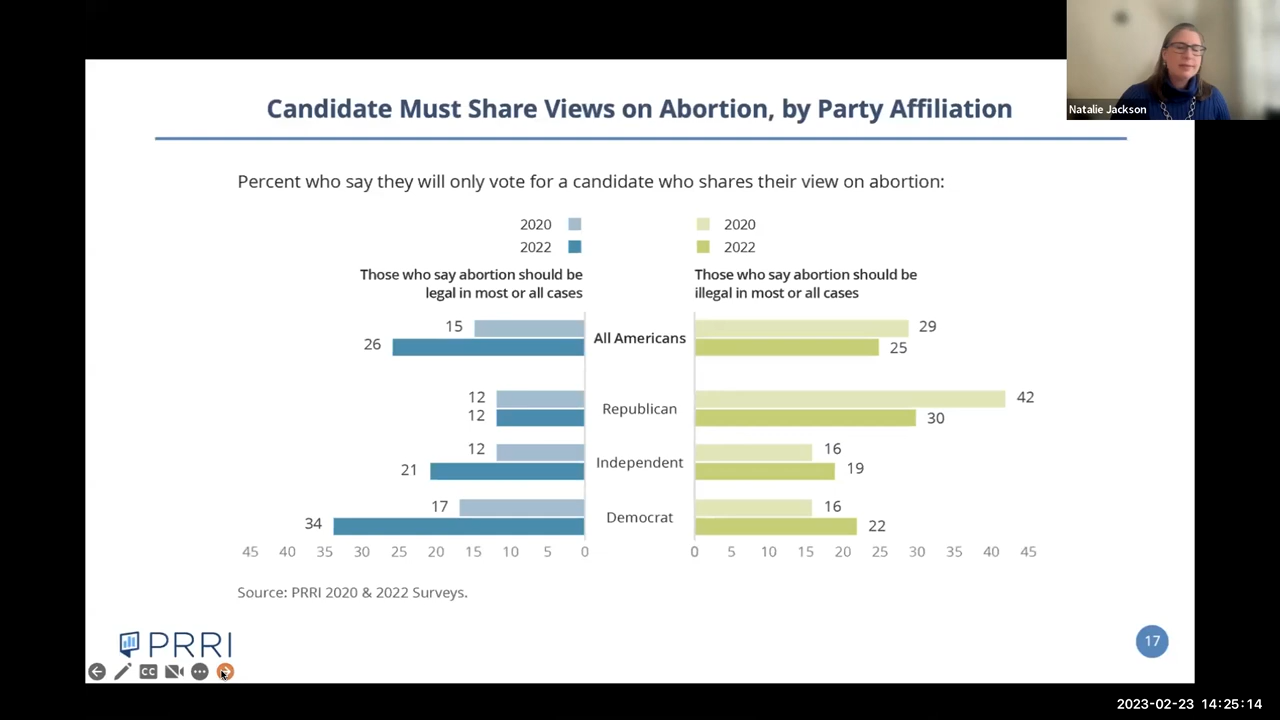 Natalie Jackson
Candidate Must Share Views on Abortion, by Party Affiliation
Percent who say they will only vote for a candidate who shares their view on abortion:
2020
2022
2020
2022
Those who say abortion should be
legal in most or all cases
Those who say abortion should be
illegal in most or all cases
15
26
All Americans
29
25
12
12
Republican
42
30
12
21
Independent
16
19
17
34
Democrat
16
22
45 40 35 30 25 20 15 10 5 0
0 5 10 15 20 25 30 35 40 45
Source: PRRI 2020 & 2022 Surveys.
PRRI
17
CC
2023-02-23 14:25:14